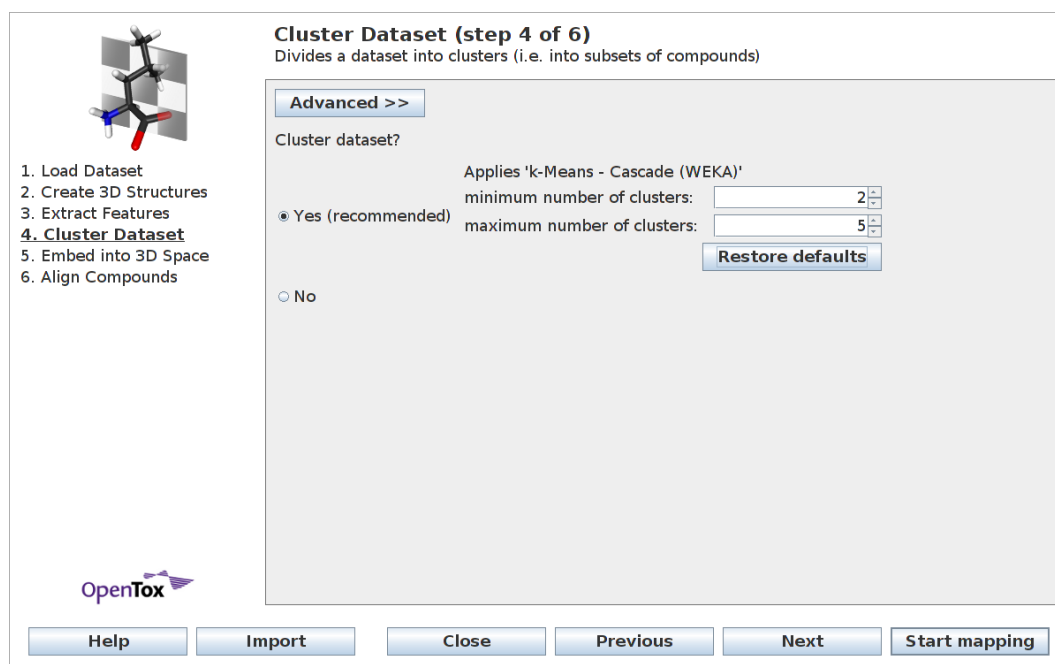 Cluster Dataset (step 4 of 6)
Divides a dataset into clusters (i.e. into subsets of compounds)
1. Load Dataset
2. Create 3D Structures
3. Extract Features
4. Cluster Dataset
5. Embed into 3D Space
6. Align Compounds
OpenTox
Advanced >>
Cluster dataset?
Yes (recommended)
Applies 'k-Means - Cascade (WEKA)'
minimum number of clusters: 2
maximum number of clusters: 5
Restore defaults
No
Help Import Close Previous Next Start mapping